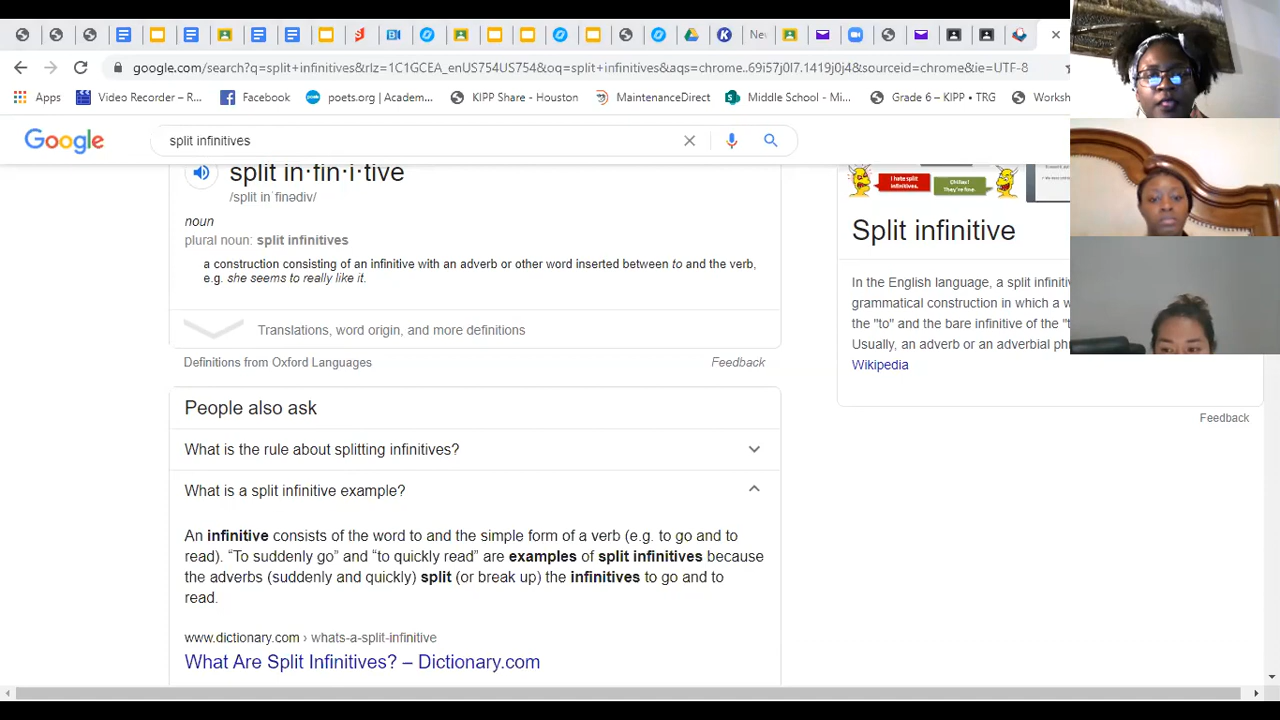 Nev
google.com/search?q=split+infinitives&rlz=1C1GCEA_enUS754US754&oq=split+infinitives&aqs=chrome..69i57j0l7.1419j0j4&sourceid=chrome&ie=UTF-8
Apps Video Recorder – R... Facebook poets.org | Academ... KIPP Share - Houston MaintenanceDirect Middle School - Mi... Grade 6 – KIPP • TRG Worksh
Google split infinitives
split in·fin·i·tive
/split inˈfinədiv/
noun
plural noun: split infinitives
a construction consisting of an infinitive with an adverb or other word inserted between to and the verb,
e.g. she seems to really like it.
Translations, word origin, and more definitions
Definitions from Oxford Languages Feedback
People also ask
What is the rule about splitting infinitives?
What is a split infinitive example?
An infinitive consists of the word to and the simple form of a verb (e.g. to go and to
read). “To suddenly go” and “to quickly read” are examples of split infinitives because
the adverbs (suddenly and quickly) split (or break up) the infinitives to go and to
read.
www.dictionary.com › whats-a-split-infinitive
What Are Split Infinitives? – Dictionary.com
I hate split
infinitives.
Chillax!
They're fine.
Split infinitive
In the English language, a split infiniti
grammatical construction in which a w
the "to" and the bare infinitive of the "t
Usually, an adverb or an adverbial ph
Wikipedia
Feedback